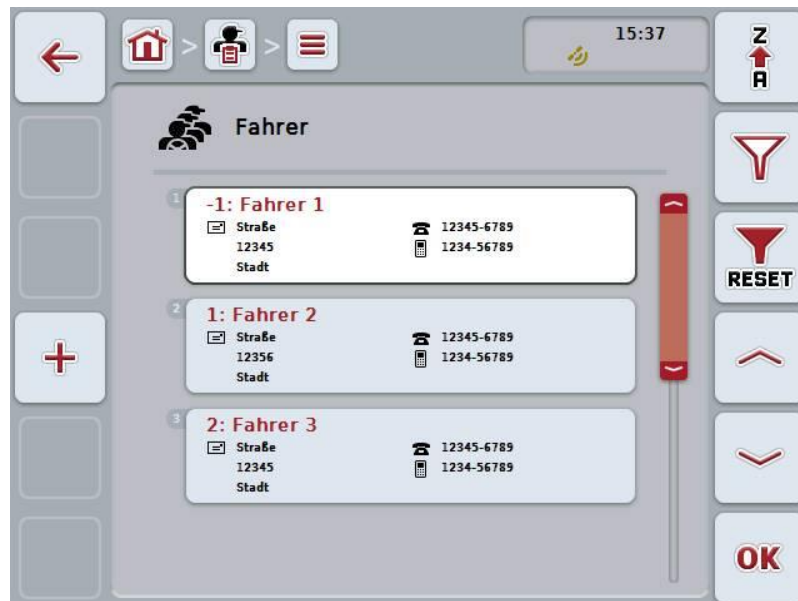 15:37
Z
A
Fahrer
1
-1: Fahrer 1
Straße 12345-6789
12345 1234-56789
Stadt
RESET
2
1: Fahrer 2
Straße 12345-6789
12356 1234-56789
Stadt
3
2: Fahrer 3
Straße 12345-6789
12345 1234-56789
Stadt
OK